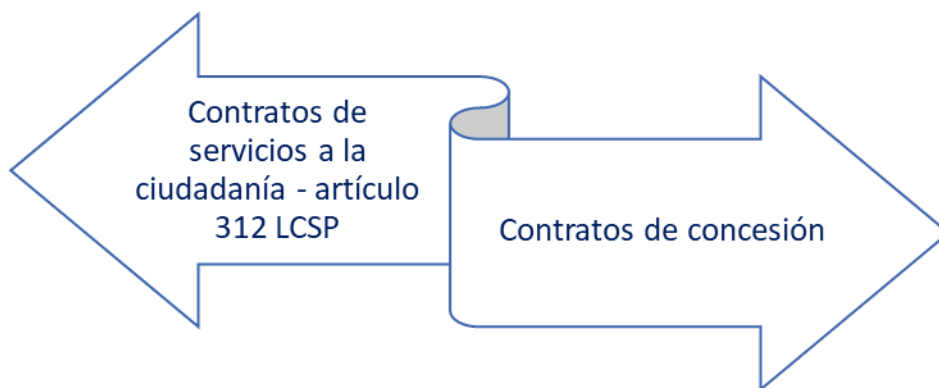 Contratos de
servicios a la
ciudadanía - artículo
312 LCSP
Contratos de concesión